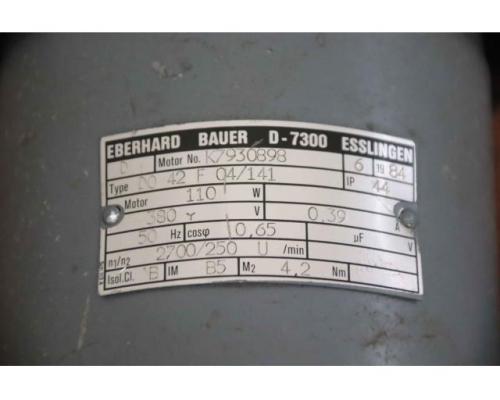 EBERHARD BAUER D-7300 ESSLINGEN
D Motor No. K/930898 6 19 84
Type DO 42 F 04/141 IP 44
Motor 110 W
380 Y V 0,39 A
50 Hz cosφ 0,65 µF
n1/n2 2700/250 U /min V
Isol.Cl. B IM B5 M2 4,2 Nm